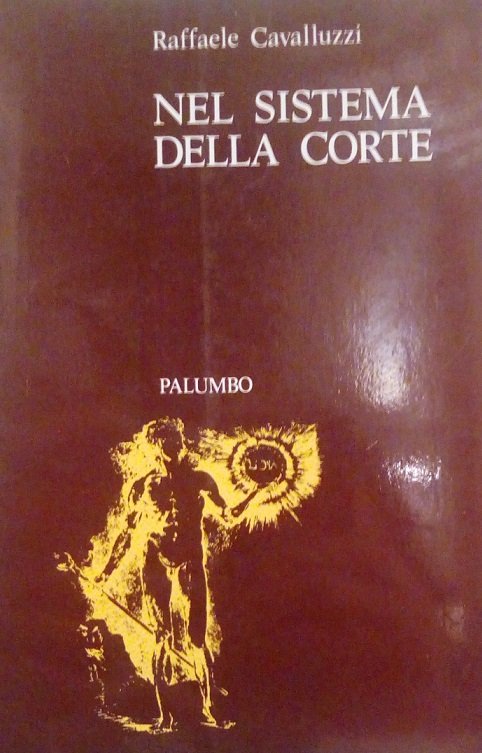 Raffaele Cavalluzzi
NEL SISTEMA
DELLA CORTE
PALUMBO